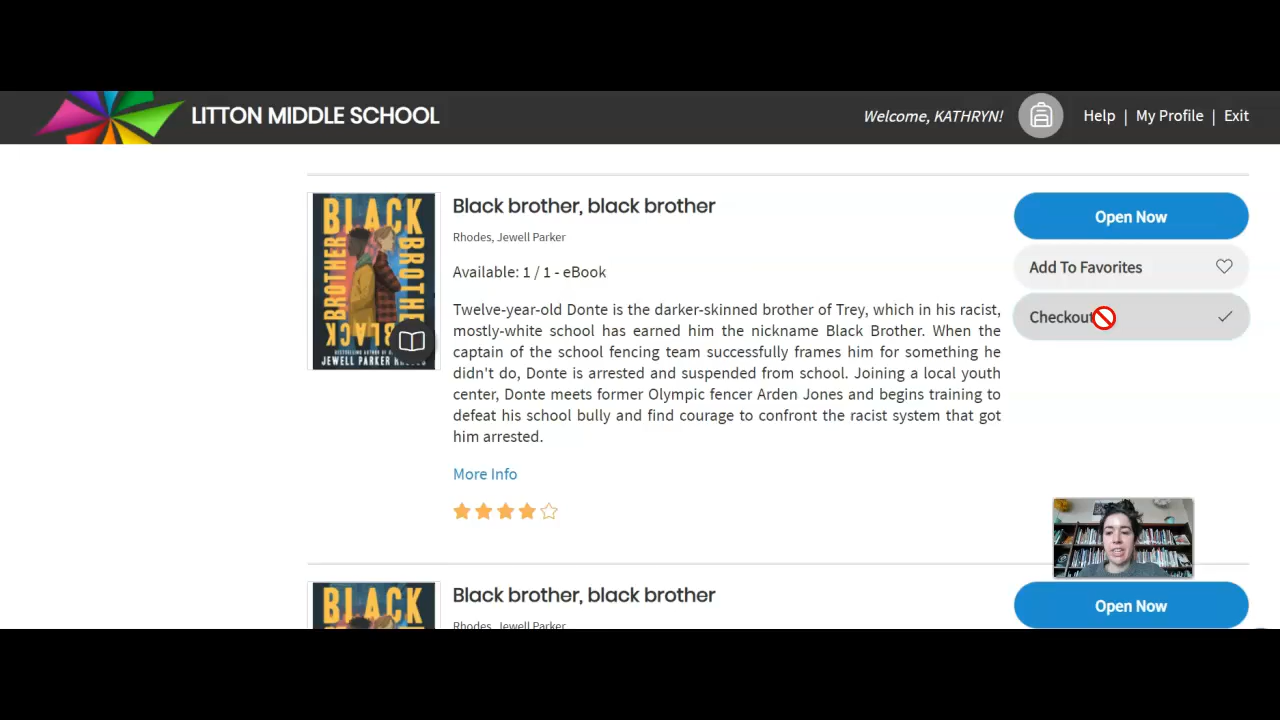 LITTON MIDDLE SCHOOL
Welcome, KATHRYN!
Help | My Profile | Exit
BLACK
BROTHER
BROTHER
BLACK
JEWELL PARKER
Black brother, black brother
Rhodes, Jewell Parker
Available: 1 / 1 - eBook
Twelve-year-old Donte is the darker-skinned brother of Trey, which in his racist,
mostly-white school has earned him the nickname Black Brother. When the
captain of the school fencing team successfully frames him for something he
didn't do, Donte is arrested and suspended from school. Joining a local youth
center, Donte meets former Olympic fencer Arden Jones and begins training to
defeat his school bully and find courage to confront the racist system that got
him arrested.
More Info
Open Now
Add To Favorites
Checkout
BLACK
Black brother, black brother
Rhodes, Jewell Parker
Open Now